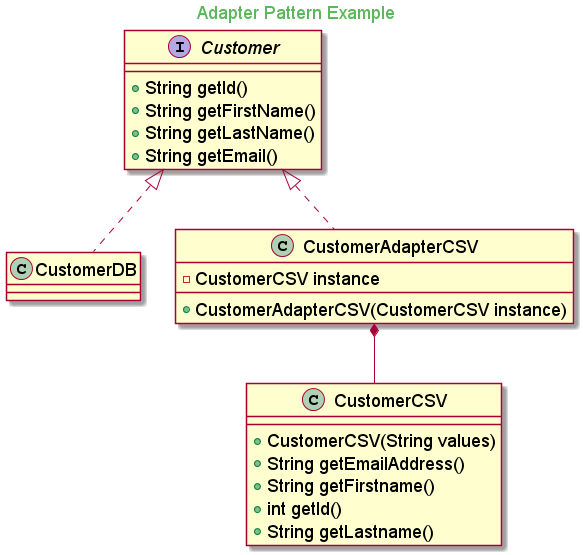 Adapter Pattern Example
I Customer
String getId()
String getFirstName()
String getLastName()
String getEmail()
C CustomerDB
C CustomerAdapterCSV
CustomerCSV instance
CustomerAdapterCSV(CustomerCSV instance)
C CustomerCSV
CustomerCSV(String values)
String getEmailAddress()
String getFirstname()
int getId()
String getLastname()